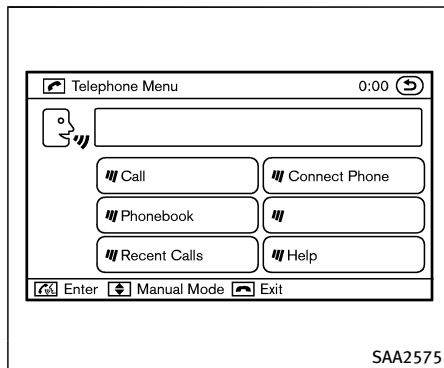 Telephone Menu 0:00
Call Connect Phone
Phonebook
Recent Calls Help
Enter Manual Mode Exit
SAA2575